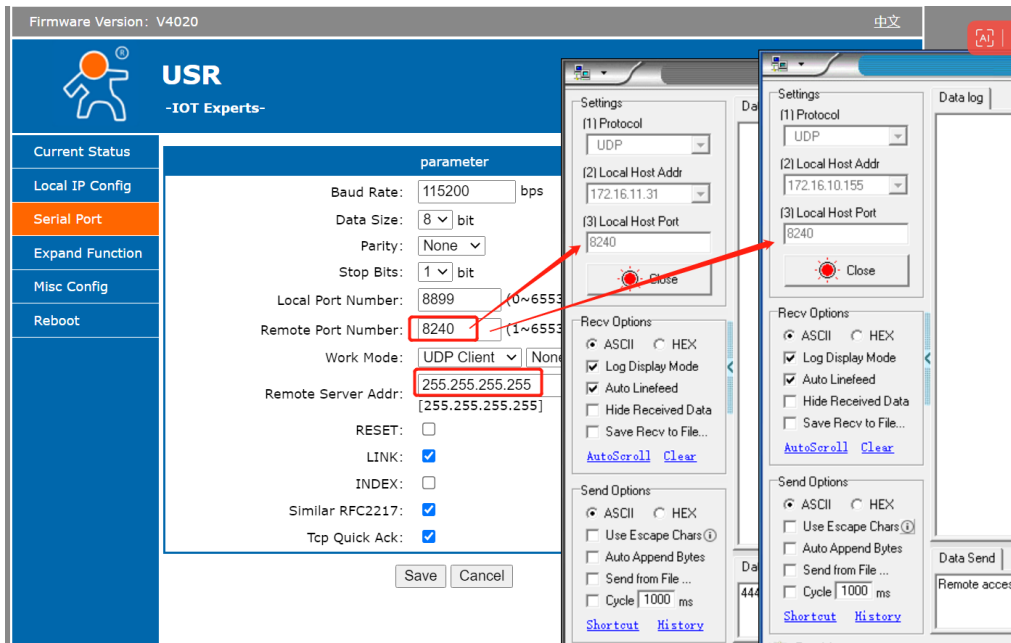 Firmware Version: V4020
中文
AI
USR
®
-IOT Experts-
Current Status
Local IP Config
Serial Port
Expand Function
Misc Config
Reboot
parameter
Baud Rate: 115200 bps
Data Size: 8 bit
Parity: None
Stop Bits: 1 bit
Local Port Number: 8899 (0~6553
Remote Port Number: 8240 (1~6553
Work Mode: UDP Client None
Remote Server Addr: 255.255.255.255
[255.255.255.255]
RESET:
LINK:
INDEX:
Similar RFC2217:
Tcp Quick Ack:
Save Cancel
Settings
(1) Protocol
UDP
(2) Local Host Addr
172.16.11.31
(3) Local Host Port
8240
Close
Recv Options
ASCII HEX
Log Display Mode
Auto Linefeed
Hide Received Data
Save Recv to File...
AutoScroll Clear
Send Options
ASCII HEX
Use Escape Chars
Auto Append Bytes
Send from File ...
Cycle 1000 ms
Shortcut History
Da
Da
444
Settings
(1) Protocol
UDP
(2) Local Host Addr
172.16.10.155
(3) Local Host Port
8240
Close
Recv Options
ASCII HEX
Log Display Mode
Auto Linefeed
Hide Received Data
Save Recv to File...
AutoScroll Clear
Send Options
ASCII HEX
Use Escape Chars
Auto Append Bytes
Send from File ...
Cycle 1000 ms
Shortcut History
Data log
Data Send
Remote acces